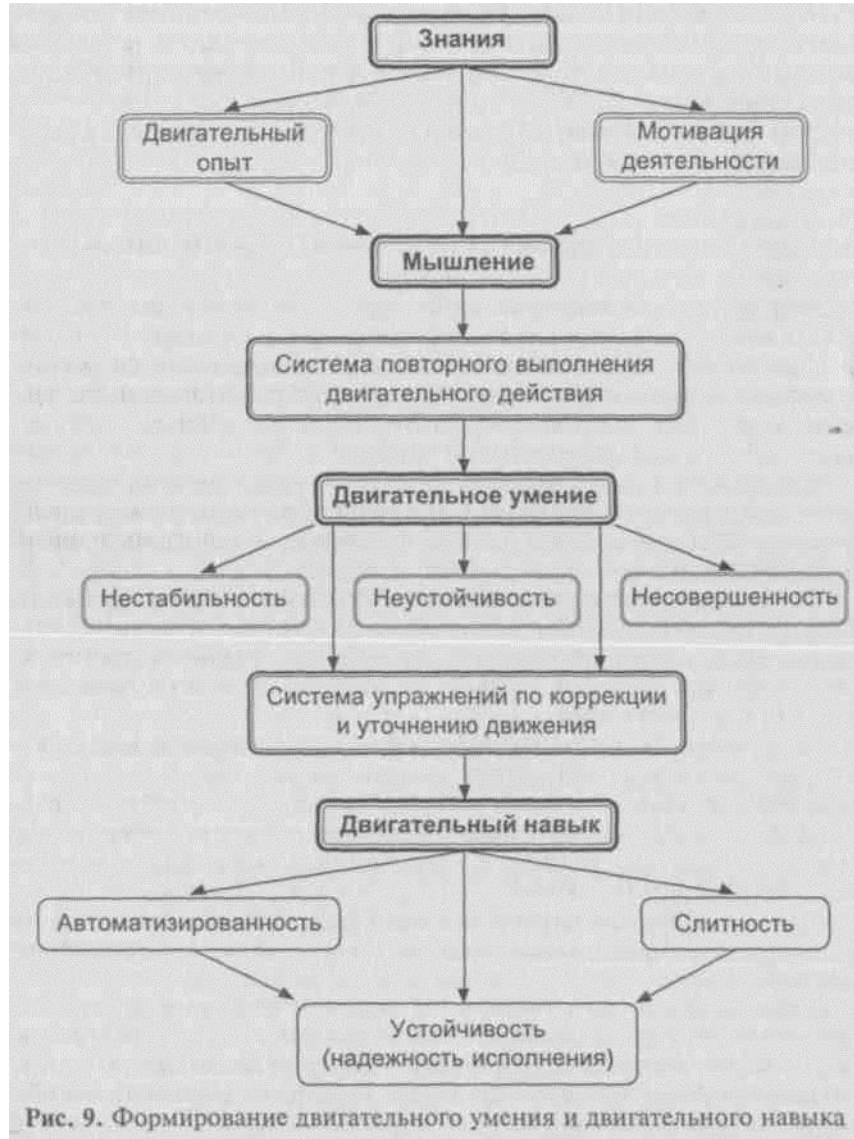 Знания
Двигательный
опыт
Мотивация
деятельности
Мышление
Система повторного выполнения
двигательного действия
Двигательное умение
Нестабильность
Неустойчивость
Несовершенность
Система упражнений по коррекции
и уточнению движения
Двигательный навык
Автоматизированность
Слитность
Устойчивость
(надежность исполнения)
Рис. 9. Формирование двигательного умения и двигательного навыка